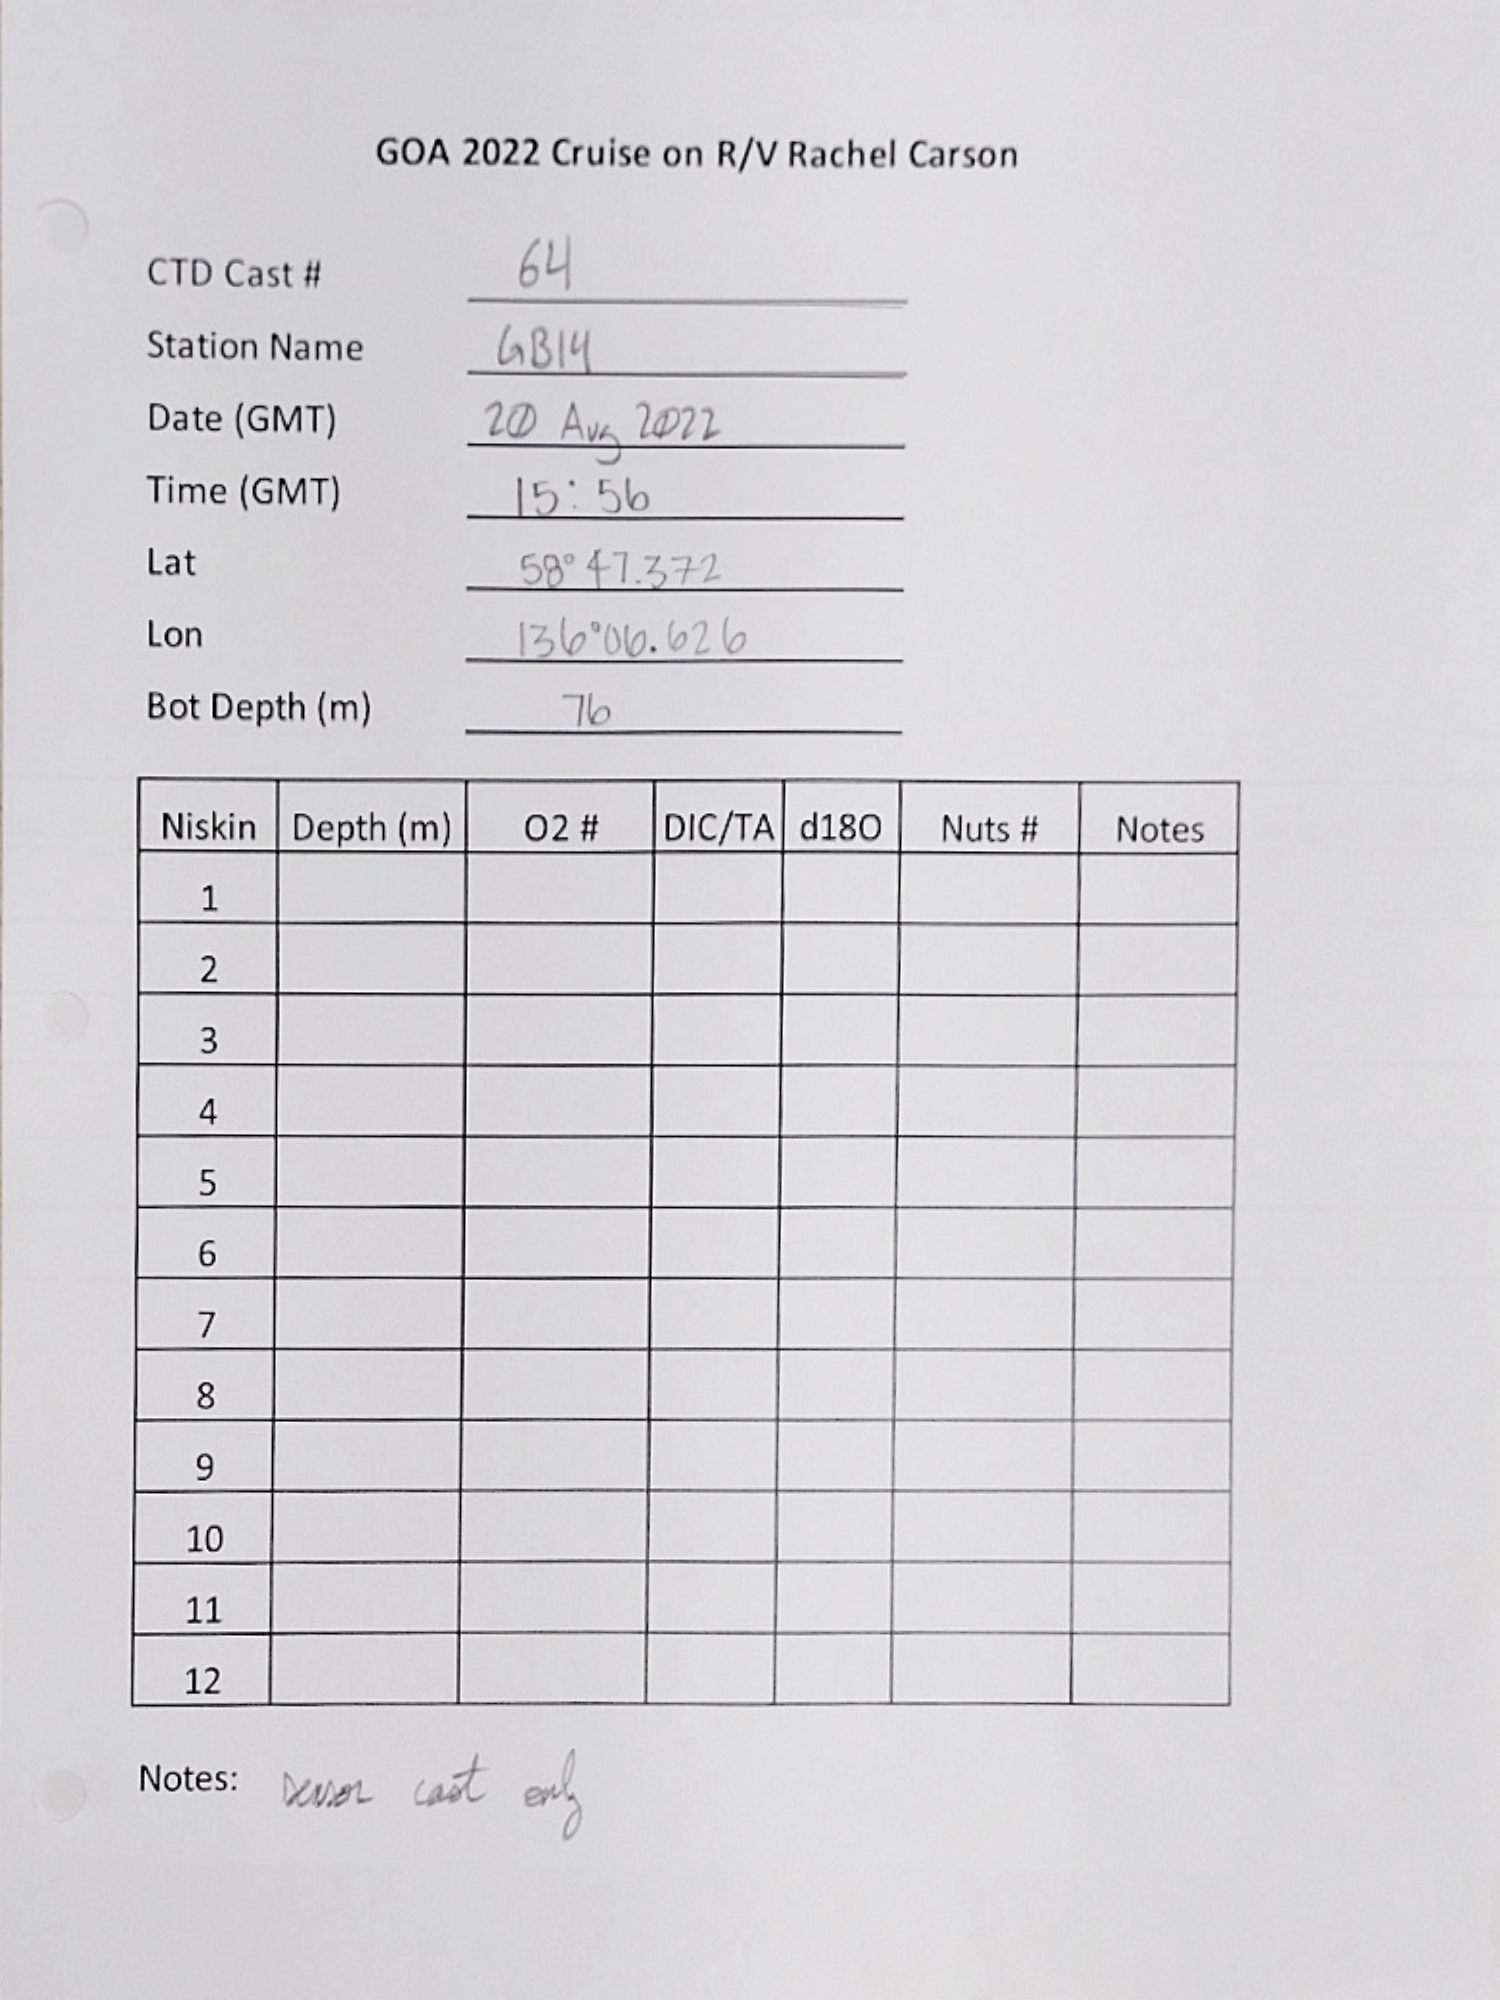 GOA 2022 Cruise on R/V Rachel Carson
CTD Cast # 64
Station Name GB14
Date (GMT) 20 Aug 2022
Time (GMT) 15:56
Lat 58°47.372
Lon 136°06.626
Bot Depth (m) 76
Niskin Depth (m) O2 # DIC/TA d18O Nuts # Notes
1
2
3
4
5
6
7
8
9
10
11
12
Notes: sensor cast only